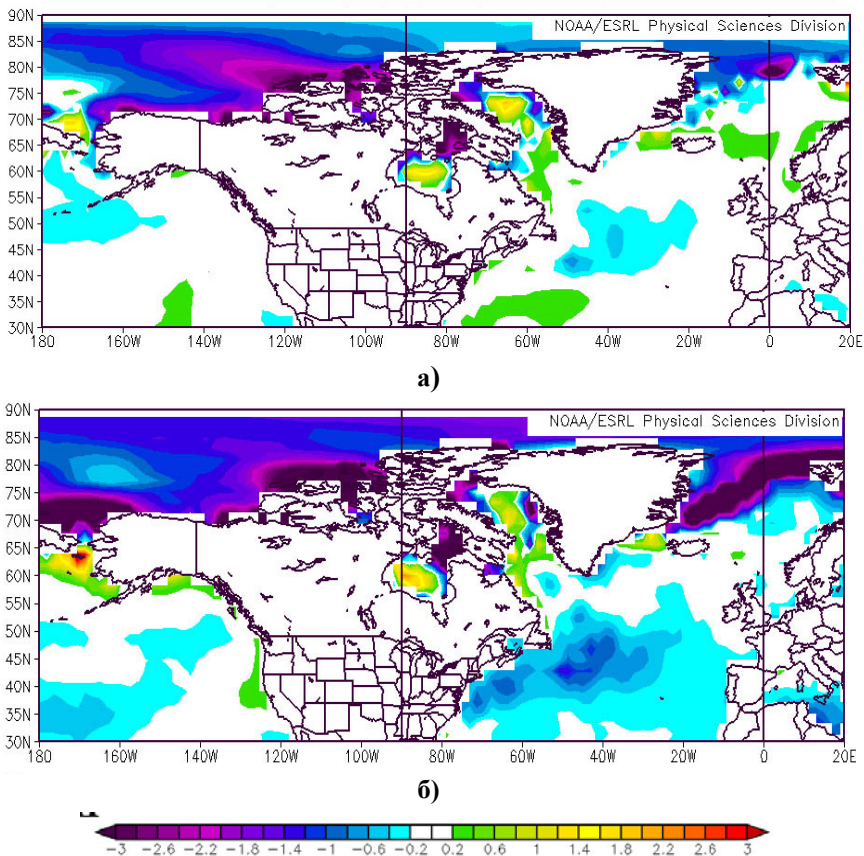 NOAA/ESRL Physical Sciences Division
90N
85N
80N
75N
70N
65N
60N
55N
50N
45N
40N
35N
30N
180 160W 140W 120W 100W 80W 60W 40W 20W 0 20E
а)
NOAA/ESRL Physical Sciences Division
90N
85N
80N
75N
70N
65N
60N
55N
50N
45N
40N
35N
30N
180 160W 140W 120W 100W 80W 60W 40W 20W 0 20E
б)
-3 -2.6 -2.2 -1.8 -1.4 -1 -0.6 -0.2 0.2 0.6 1 1.4 1.8 2.2 2.6 3